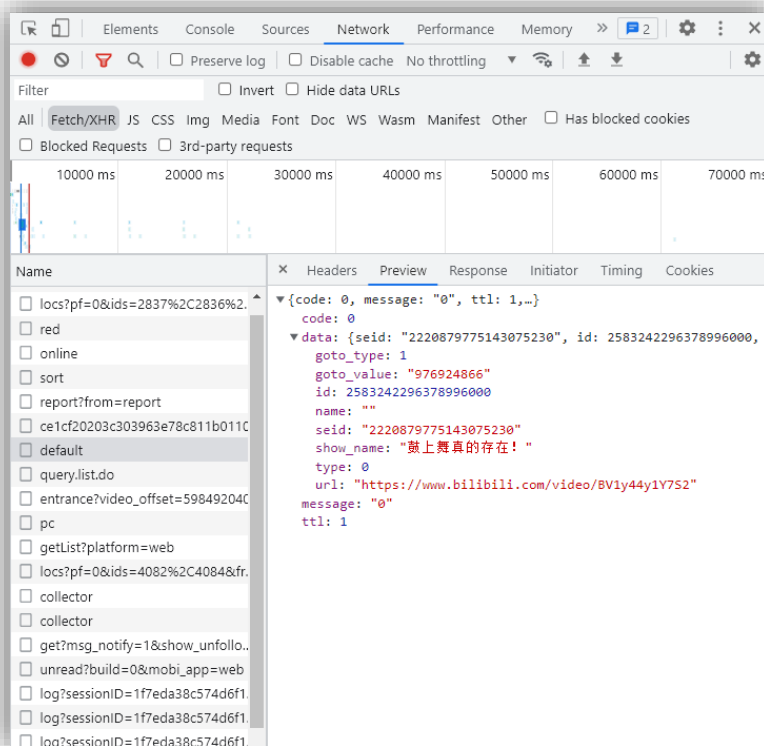 Elements Console Sources Network Performance Memory » 2
Preserve log Disable cache No throttling
Filter Invert Hide data URLs
All Fetch/XHR JS CSS Img Media Font Doc WS Wasm Manifest Other Has blocked cookies
Blocked Requests 3rd-party requests
10000 ms 20000 ms 30000 ms 40000 ms 50000 ms 60000 ms 70000 ms
Name
× Headers Preview Response Initiator Timing Cookies
locs?pf=0&ids=2837%2C2836%2...
red
online
sort
report?from=report
ce1cf20203c303963e78c811b0110
default
query.list.do
entrance?video_offset=598492040
pc
getList?platform=web
locs?pf=0&ids=4082%2C4084&fr...
collector
collector
get?msg_notify=1&show_unfollo...
unread?build=0&mobi_app=web
log?sessionID=1f7eda38c574d6f1...
log?sessionID=1f7eda38c574d6f1...
log?sessionID=1f7eda38c574d6f1...
▼{code: 0, message: "0", ttl: 1,…}
code: 0
▼data: {seid: "2220879775143075230", id: 2583242296378996000,
goto_type: 1
goto_value: "976924866"
id: 2583242296378996000
name: ""
seid: "2220879775143075230"
show_name: "鼓上舞真的存在！"
type: 0
url: "https://www.bilibili.com/video/BV1y44y1Y7S2"
message: "0"
ttl: 1